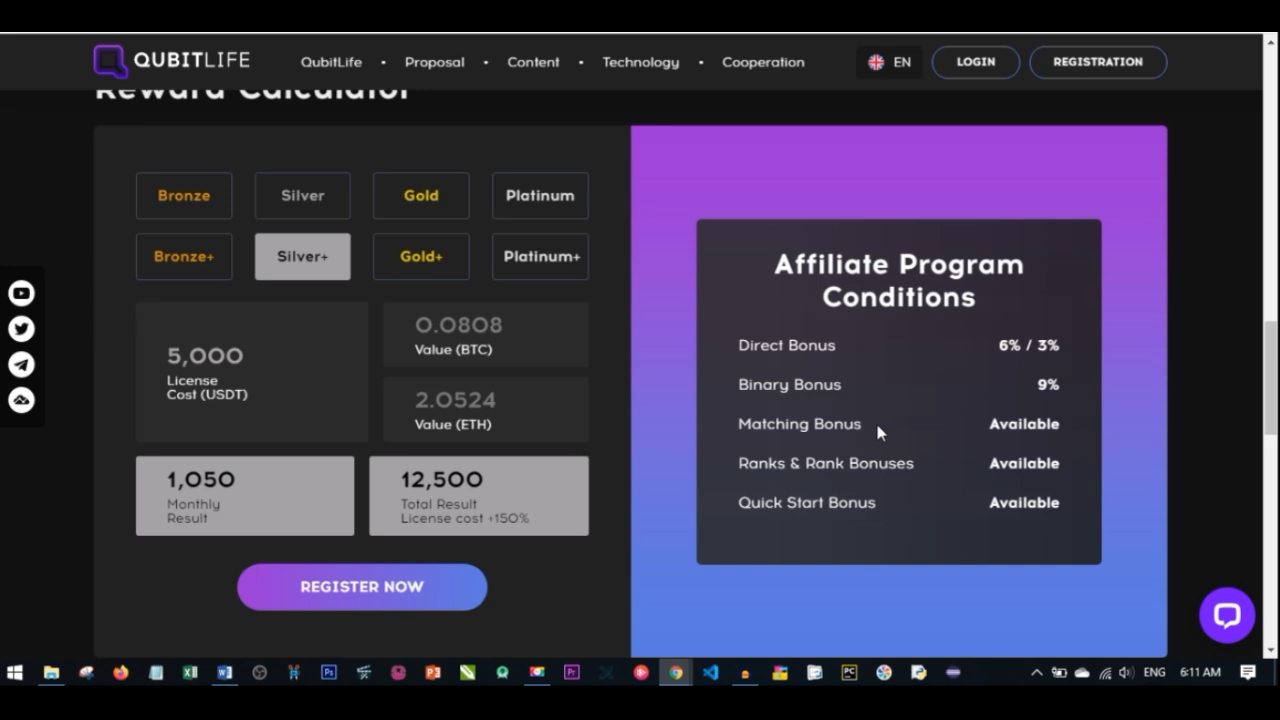 QUBITLIFE
QubitLife • Proposal • Content • Technology • Cooperation
EN
LOGIN
REGISTRATION
Reward Calculator
Bronze
Silver
Gold
Platinum
Bronze+
Silver+
Gold+
Platinum+
5,000
License
Cost (USDT)
0.0808
Value (BTC)
2.0524
Value (ETH)
1,050
Monthly
Result
12,500
Total Result
License cost +150%
REGISTER NOW
Affiliate Program
Conditions
Direct Bonus 6% / 3%
Binary Bonus 9%
Matching Bonus Available
Ranks & Rank Bonuses Available
Quick Start Bonus Available
ENG
6:11 AM